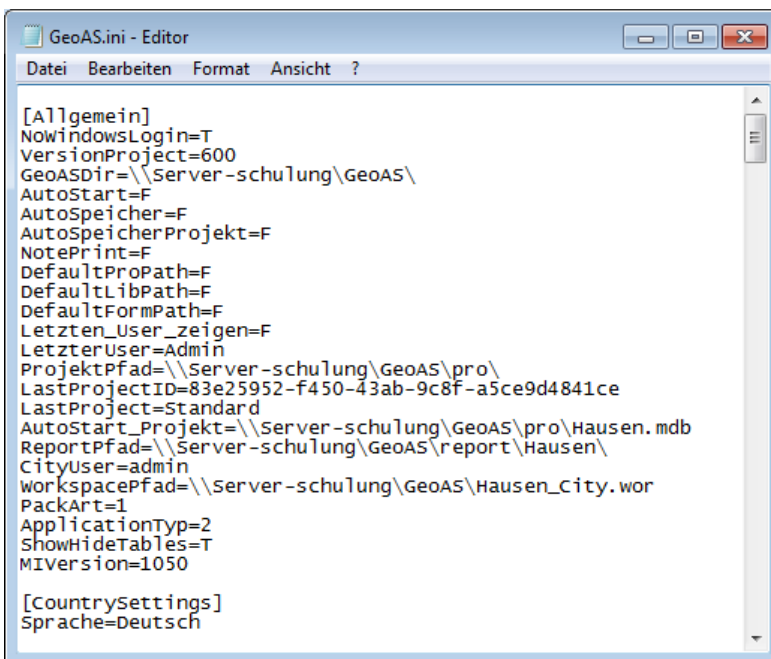 GeoAS.ini - Editor
Datei Bearbeiten Format Ansicht ?
[Allgemein]
NoWindowsLogin=T
VersionProject=600
GeoASDir=\\Server-schulung\GeoAS\
AutoStart=F
AutoSpeicher=F
AutoSpeicherProjekt=F
NotePrint=F
DefaultProPath=F
DefaultLibPath=F
DefaultFormPath=F
Letzten_User_zeigen=F
LetzterUser=Admin
ProjektPfad=\\Server-schulung\GeoAS\pro\
LastProjectID=83e25952-f450-43ab-9c8f-a5ce9d4841ce
LastProject=Standard
AutoStart_Projekt=\\Server-schulung\GeoAS\pro\Hausen.mdb
ReportPfad=\\Server-schulung\GeoAS\report\Hausen\
CityUser=admin
WorkspacePfad=\\Server-schulung\GeoAS\Hausen_City.wor
PackArt=1
ApplicationTyp=2
ShowHideTables=T
MIVersion=1050
[CountrySettings]
Sprache=Deutsch